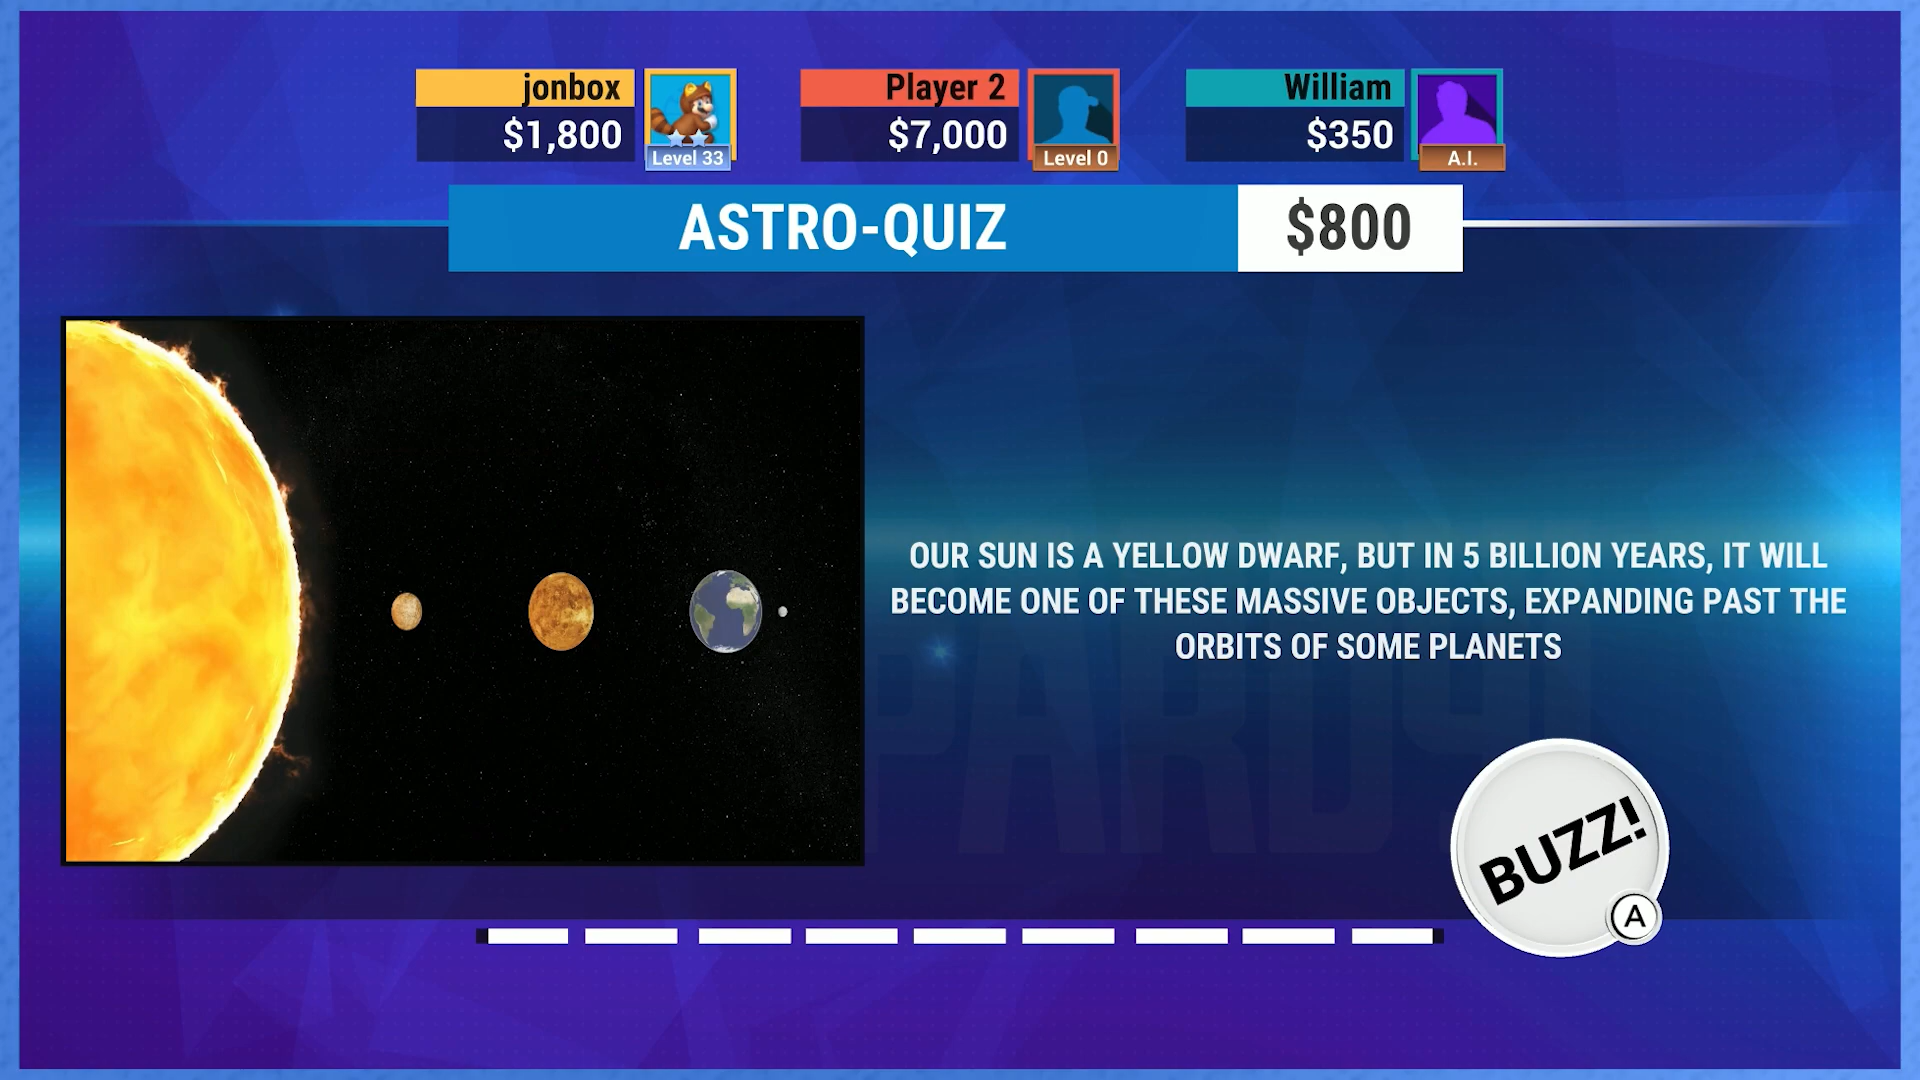 jonbox
$1,800
Level 33
Player 2
$7,000
Level 0
William
$350
A.I.
ASTRO-QUIZ
$800
OUR SUN IS A YELLOW DWARF, BUT IN 5 BILLION YEARS, IT WILL
BECOME ONE OF THESE MASSIVE OBJECTS, EXPANDING PAST THE
ORBITS OF SOME PLANETS
BUZZ!
A